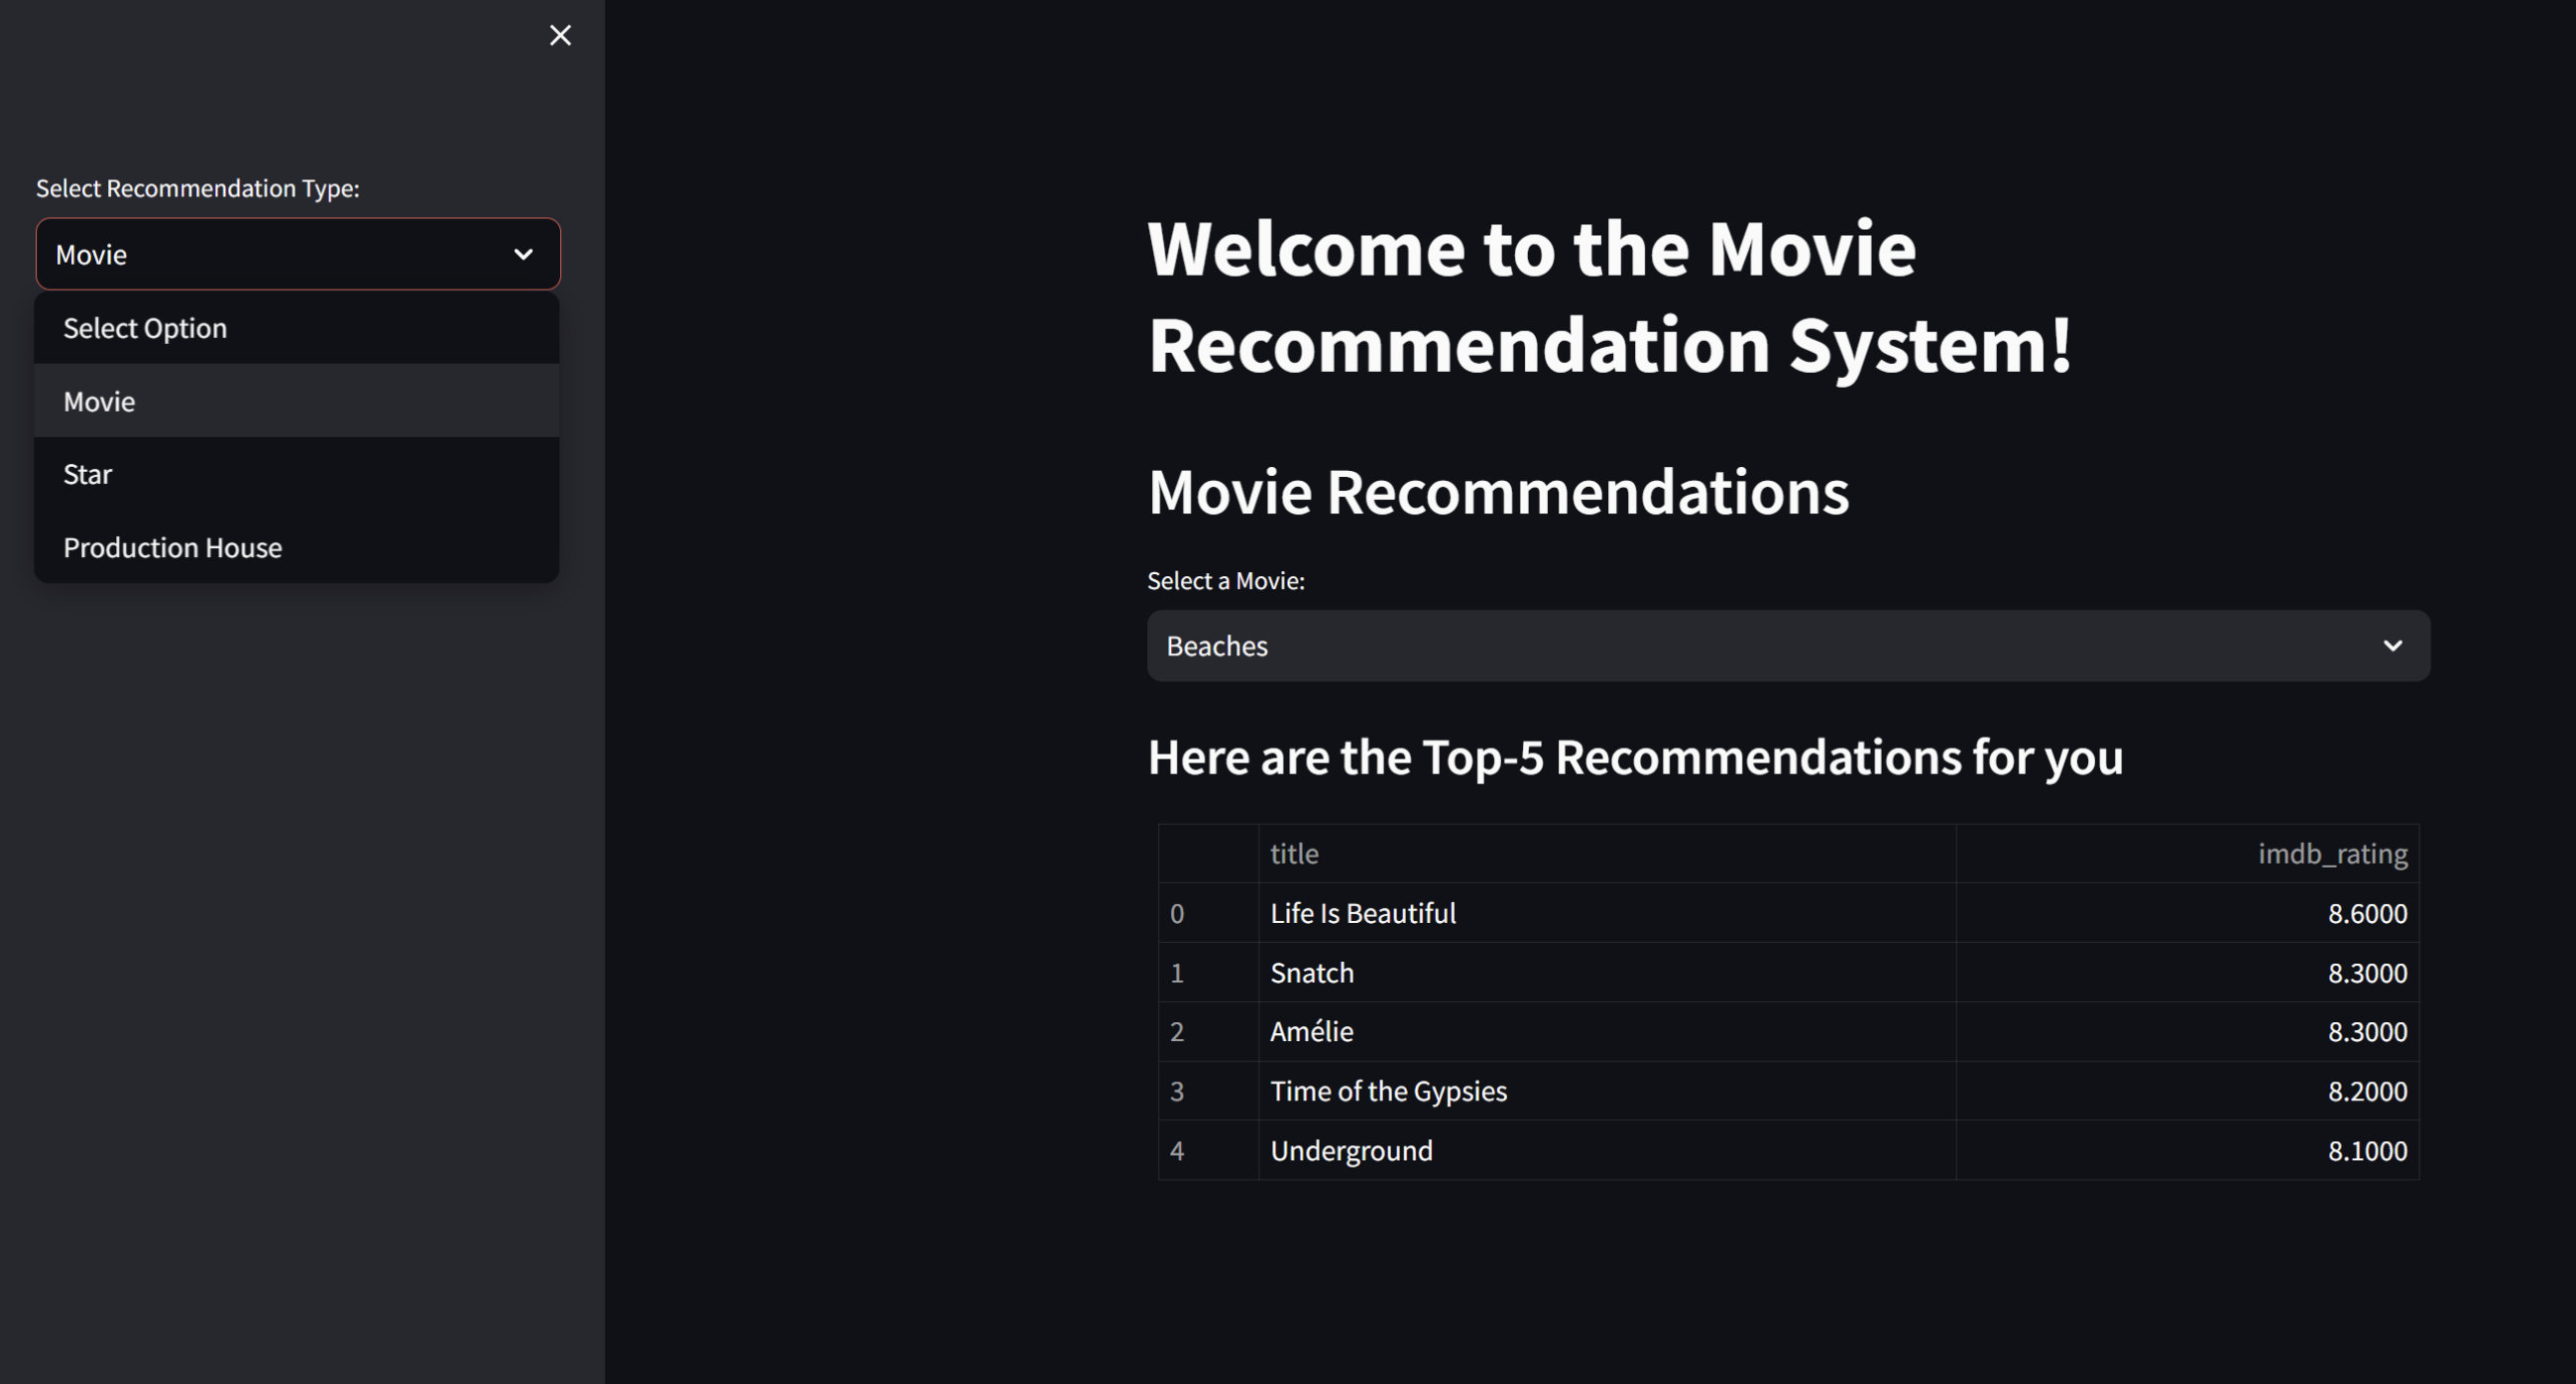 Select Recommendation Type:
Movie
Select Option
Movie
Star
Production House
Welcome to the Movie
Recommendation System!
Movie Recommendations
Select a Movie:
Beaches
Here are the Top-5 Recommendations for you
title imdb_rating
0 Life Is Beautiful 8.6000
1 Snatch 8.3000
2 Amélie 8.3000
3 Time of the Gypsies 8.2000
4 Underground 8.1000